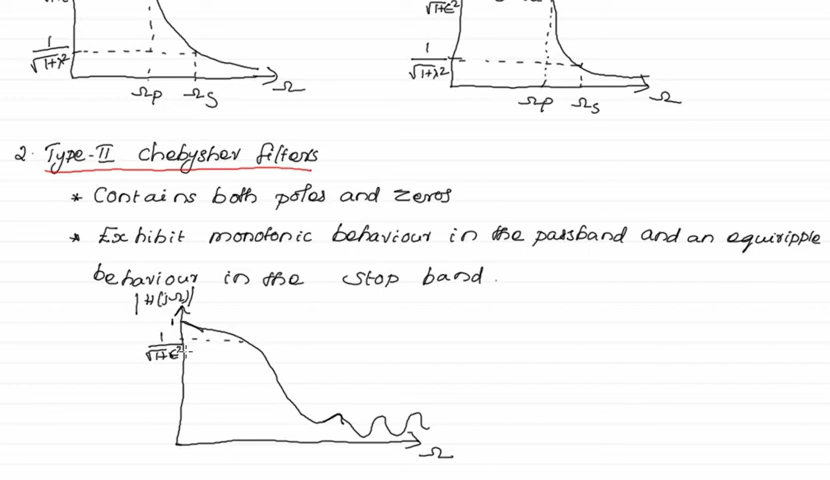 √1+ε²
1
√1+λ²
Ωp Ωs Ω
1
√1+λ²
Ωp Ωs Ω
2. Type-II chebyshev filters
* Contains both poles and zeros
* Exhibit monotonic behaviour in the passband and an equiripple
behaviour in the stop band.
|H(jΩ)|
1
1
√1+ε²
Ω